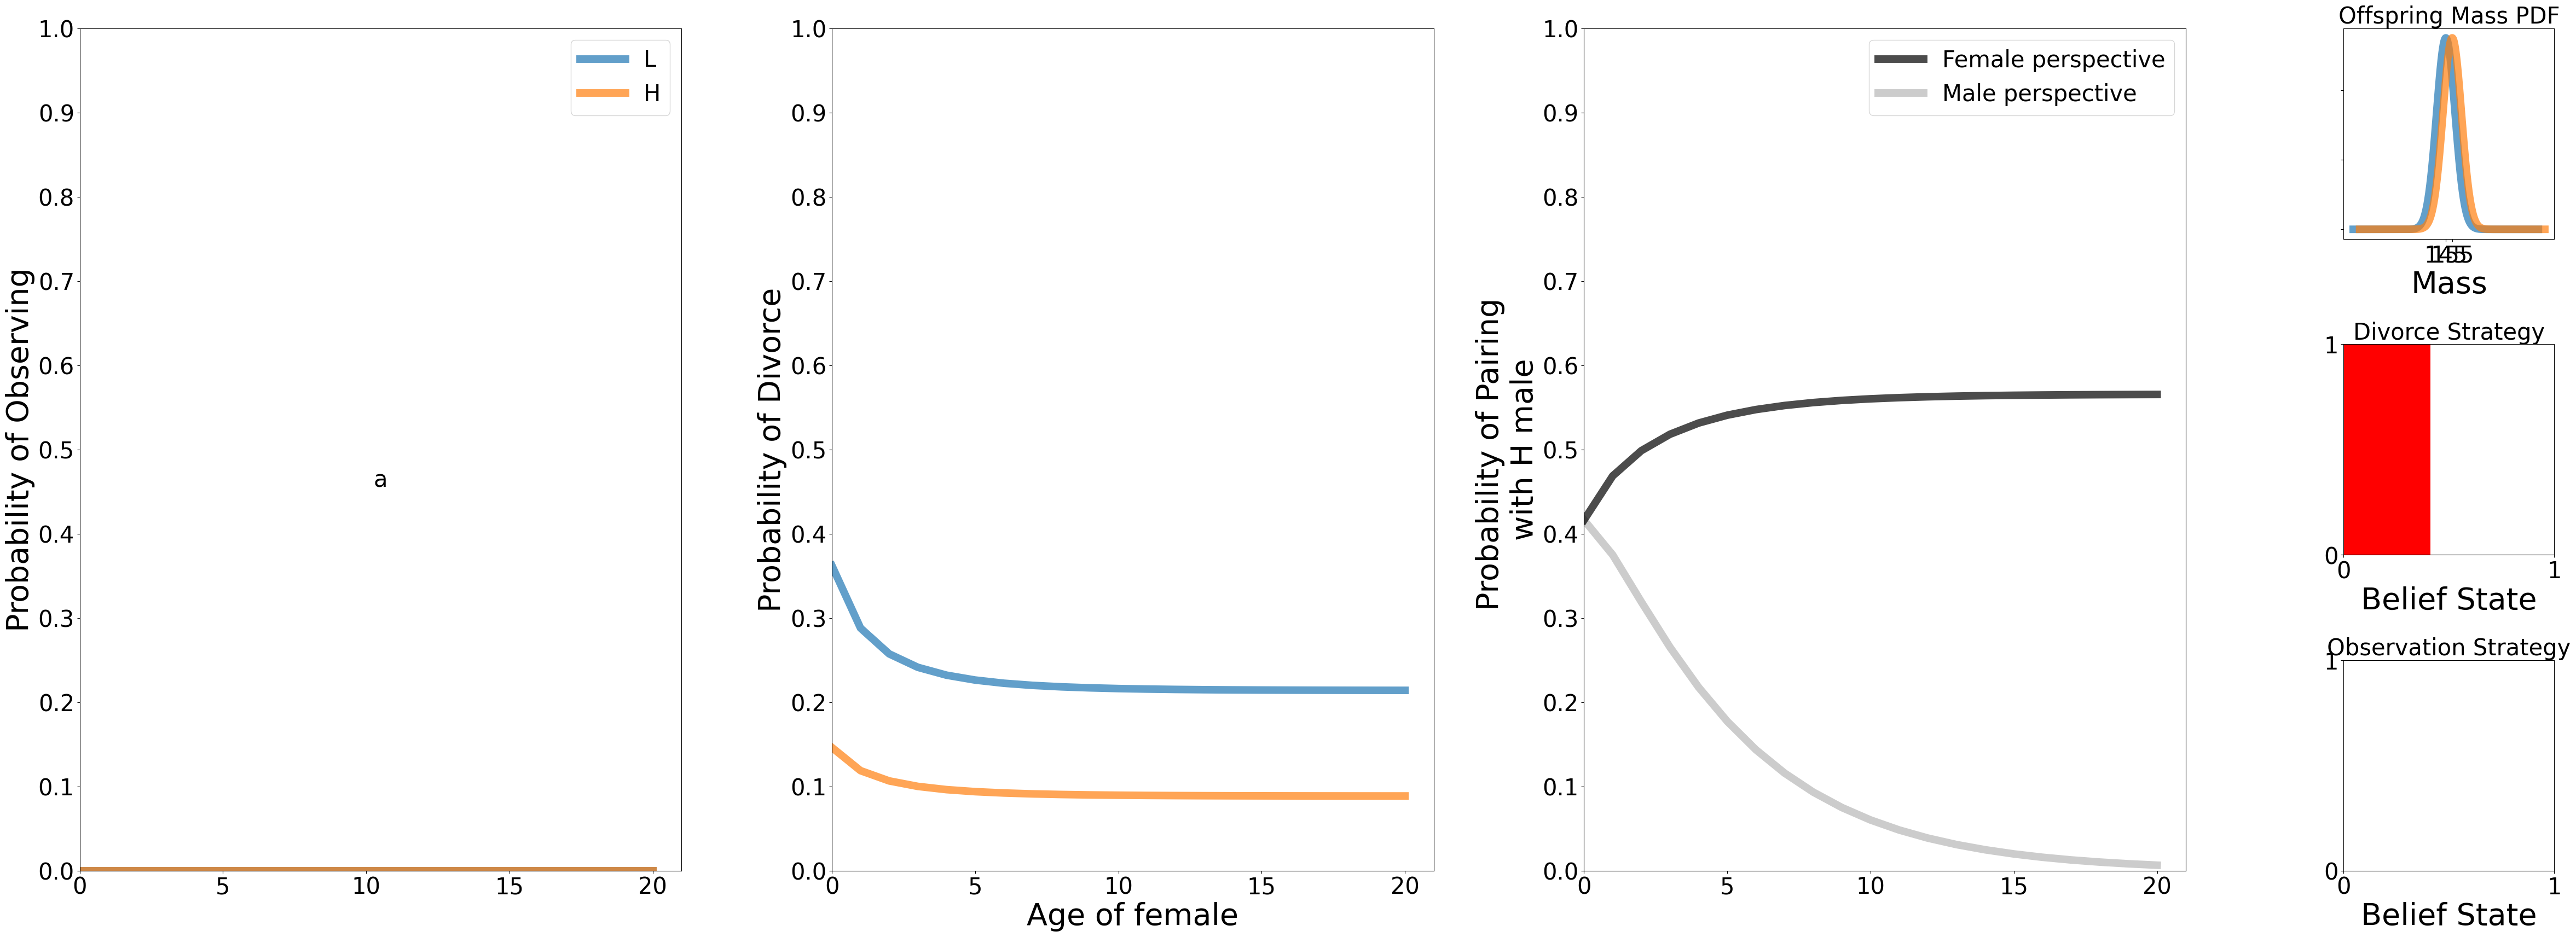 Probability of Observing
1.0
0.9
0.8
0.7
0.6
0.5
0.4
0.3
0.2
0.1
0.0
0 5 10 15 20
L
H
a
Probability of Divorce
1.0
0.9
0.8
0.7
0.6
0.5
0.4
0.3
0.2
0.1
0.0
0 5 10 15 20
Age of female
Probability of Pairing
with H male
1.0
0.9
0.8
0.7
0.6
0.5
0.4
0.3
0.2
0.1
0.0
0 5 10 15 20
Female perspective
Male perspective
Offspring Mass PDF
145 155
Mass
Divorce Strategy
1
0
0 1
Belief State
Observation Strategy
1
0
0 1
Belief State